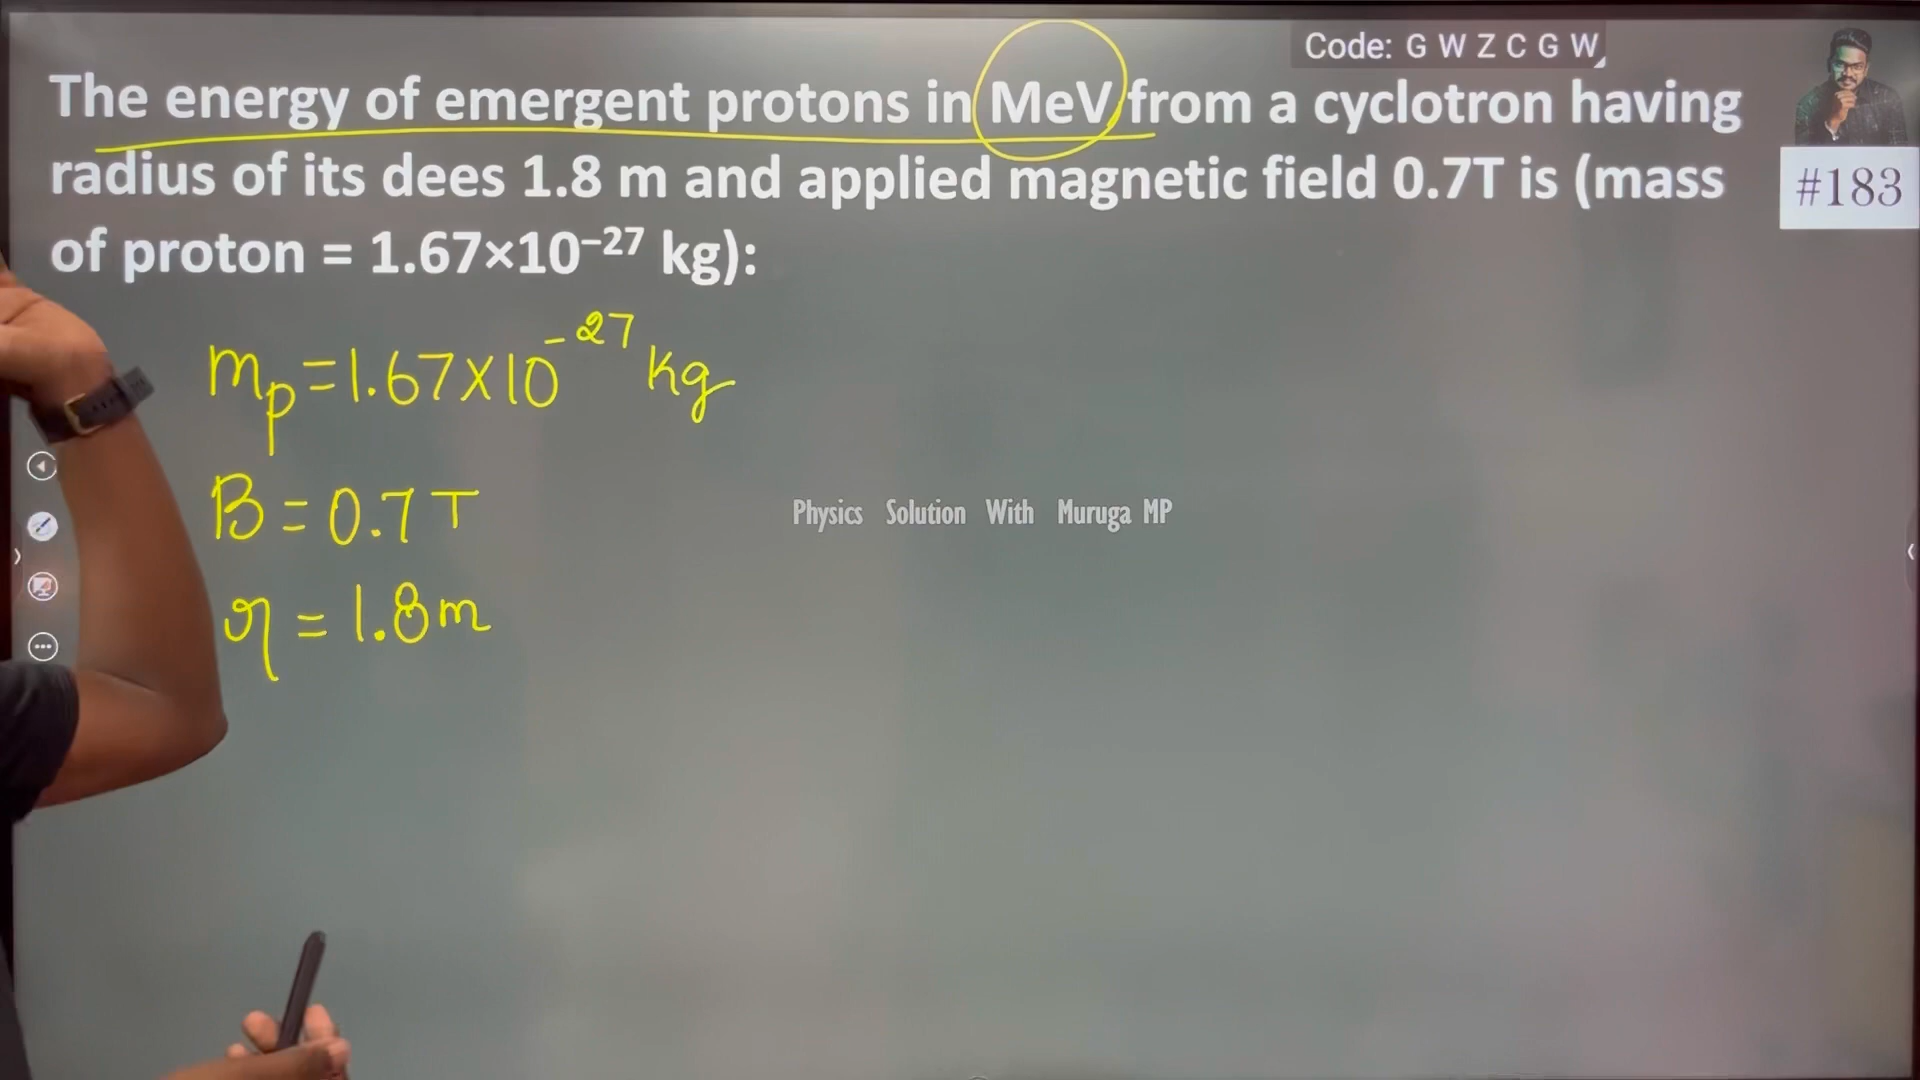 Code: G W Z C G W
The energy of emergent protons in MeV from a cyclotron having
radius of its dees 1.8 m and applied magnetic field 0.7T is (mass
of proton = 1.67×10⁻²⁷ kg):
#183
mₚ = 1.67×10⁻²⁷ kg
B = 0.7 T
r = 1.8m
Physics Solution With Muruga MP